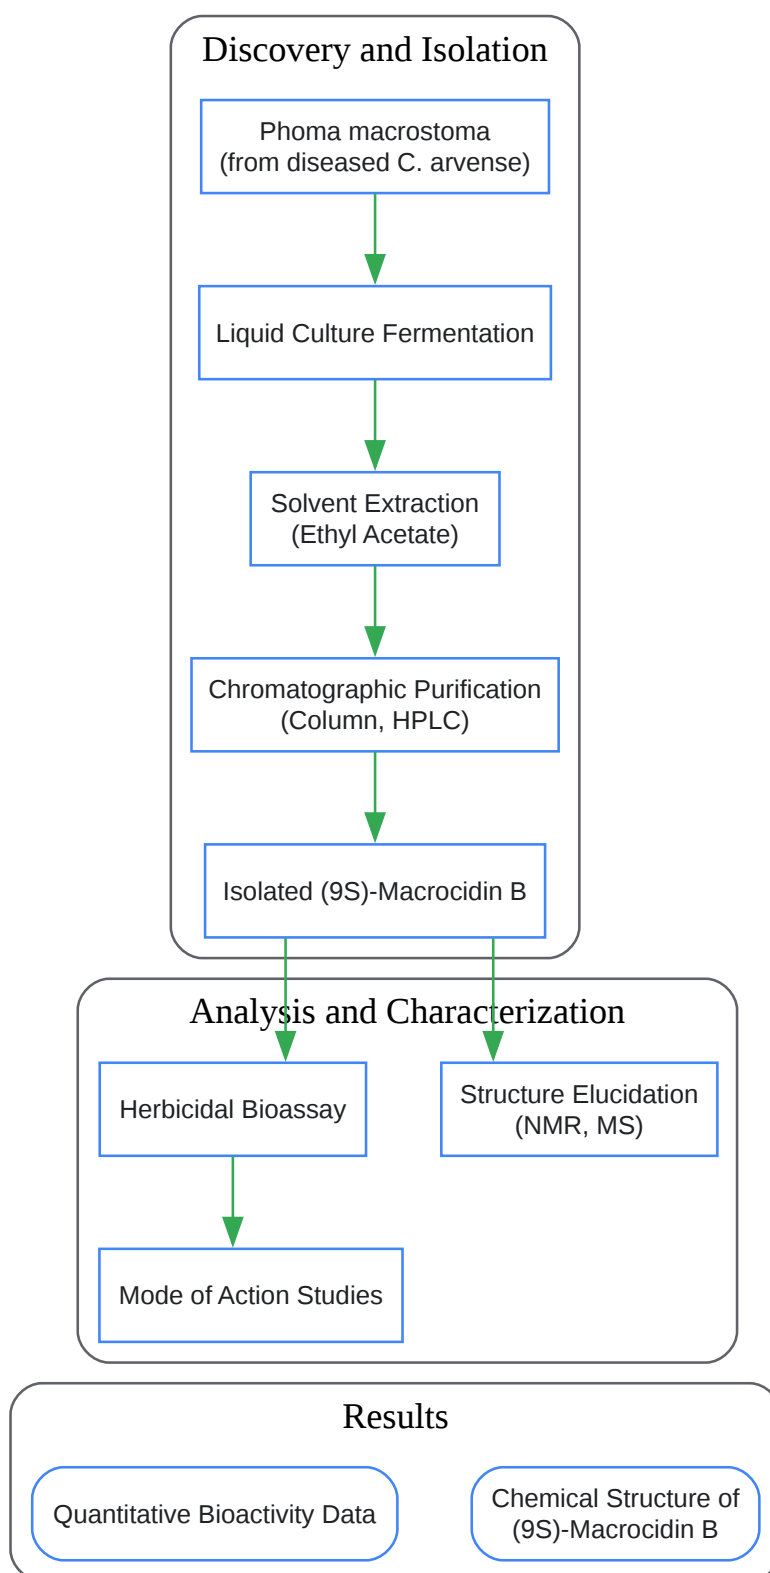 Discovery and Isolation
Phoma macrostoma
(from diseased C. arvense)
Liquid Culture Fermentation
Solvent Extraction
(Ethyl Acetate)
Chromatographic Purification
(Column, HPLC)
Isolated (9S)-Macrocidin B
Analysis and Characterization
Herbicidal Bioassay
Structure Elucidation
(NMR, MS)
Mode of Action Studies
Results
Quantitative Bioactivity Data
Chemical Structure of
(9S)-Macrocidin B